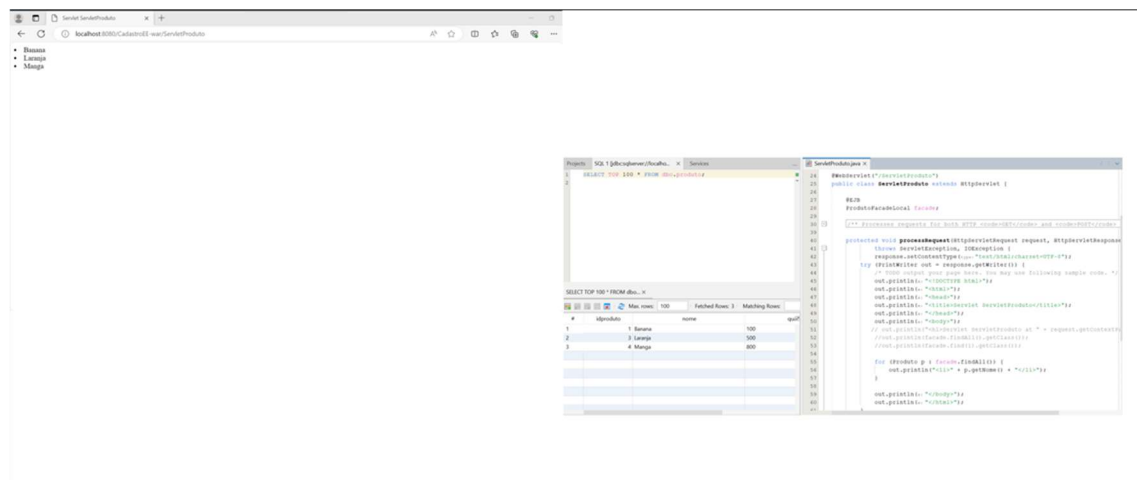 Servlet ServletProduto
localhost:8080/CadastroEE-war/ServletProduto
• Banana
• Laranja
• Manga
Projects SQL 1 [jdbc:sqlserver://localho... Services
1 SELECT TOP 100 * FROM dbo.produto;
2
SELECT TOP 100 * FROM dbo...
Max. rows: 100 Fetched Rows: 3 Matching Rows:
# idproduto nome
1 1 Banana 100
2 3 Laranja 500
3 4 Manga 800
ServletProduto.java
24 @WebServlet("/ServletProduto")
25 public class ServletProduto extends HttpServlet {
26
27 @EJB
28 ProdutoFacadeLocal facade;
29
30 /** Processes requests for both HTTP <code>GET</code> and <code>POST</code>
39
40 protected void processRequest(HttpServletRequest request, HttpServletResponse
41 throws ServletException, IOException {
42 response.setContentType("text/html;charset=UTF-8");
43 try (PrintWriter out = response.getWriter()) {
44 /* TODO output your page here. You may use following sample code. */
45 out.println("<!DOCTYPE html>");
46 out.println("<html>");
47 out.println("<head>");
48 out.println("<title>Servlet ServletProduto</title>");
49 out.println("</head>");
50 out.println("<body>");
51 // out.println("<h1>Servlet ServletProduto at " + request.getContextP
52 //out.println(facade.findAll().getClass());
53 //out.println(facade.find(1).getClass());
54
55 for (Produto p : facade.findAll()) {
56 out.println("<li>" + p.getNome() + "</li>");
57 }
58
59 out.println("</body>");
60 out.println("</html>");